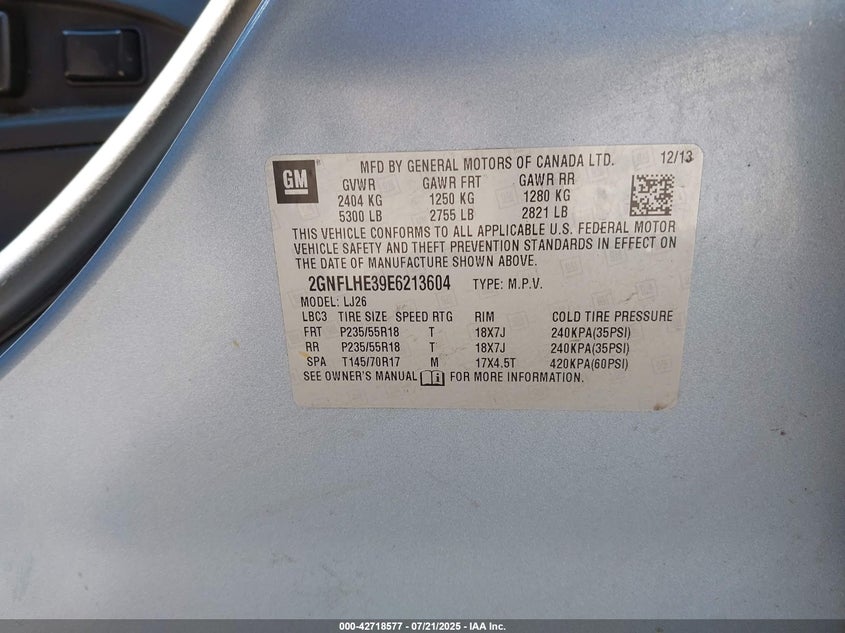 GM
MFD BY GENERAL MOTORS OF CANADA LTD. 12/13
GVWR GAWR FRT GAWR RR
2404 KG 1250 KG 1280 KG
5300 LB 2755 LB 2821 LB
THIS VEHICLE CONFORMS TO ALL APPLICABLE U.S. FEDERAL MOTOR
VEHICLE SAFETY AND THEFT PREVENTION STANDARDS IN EFFECT ON
THE DATE OF MANUFACTURE SHOWN ABOVE.
2GNFLHE39E6213604 TYPE: M.P.V.
MODEL: LJ26
LBC3 TIRE SIZE SPEED RTG RIM COLD TIRE PRESSURE
FRT P235/55R18 T 18X7J 240KPA(35PSI)
RR P235/55R18 T 18X7J 240KPA(35PSI)
SPA T145/70R17 M 17X4.5T 420KPA(60PSI)
SEE OWNER'S MANUAL FOR MORE INFORMATION.
000-42718577 - 07/21/2025 - IAA Inc.